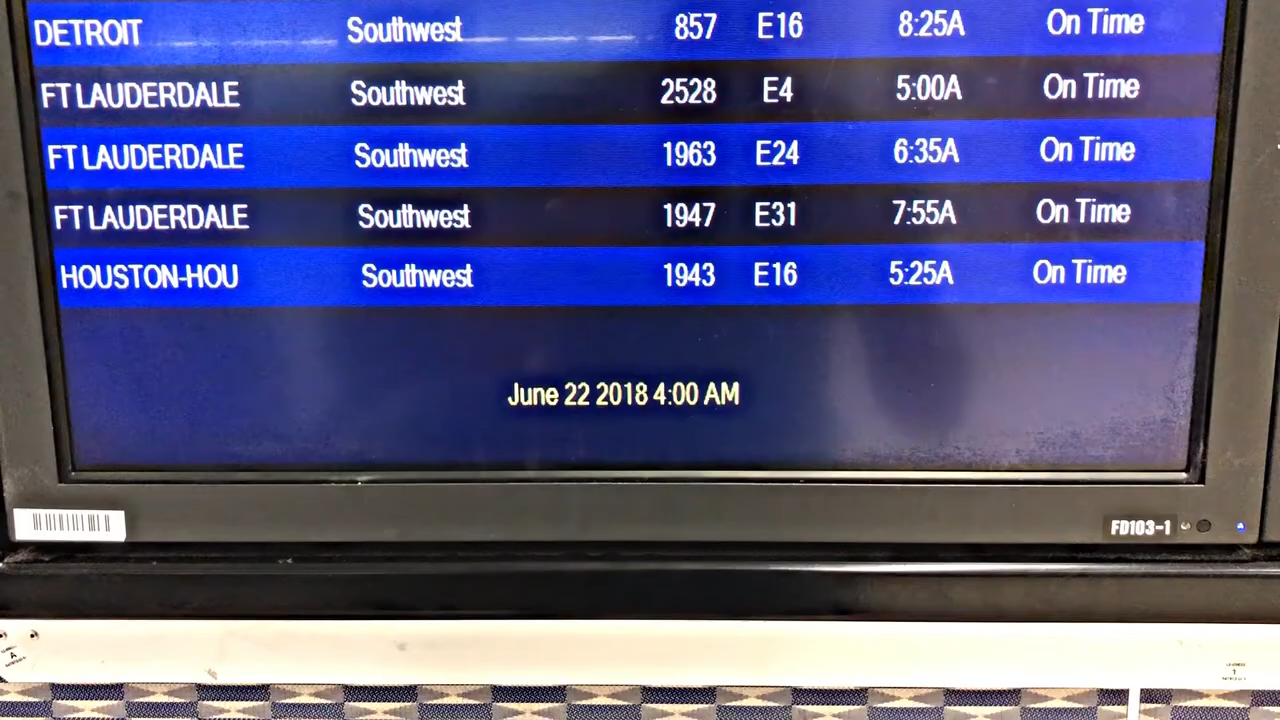 DETROIT Southwest 857 E16 8:25A On Time
FT LAUDERDALE Southwest 2528 E4 5:00A On Time
FT LAUDERDALE Southwest 1963 E24 6:35A On Time
FT LAUDERDALE Southwest 1947 E31 7:55A On Time
HOUSTON-HOU Southwest 1943 E16 5:25A On Time
June 22 2018 4:00 AM
FD103-1